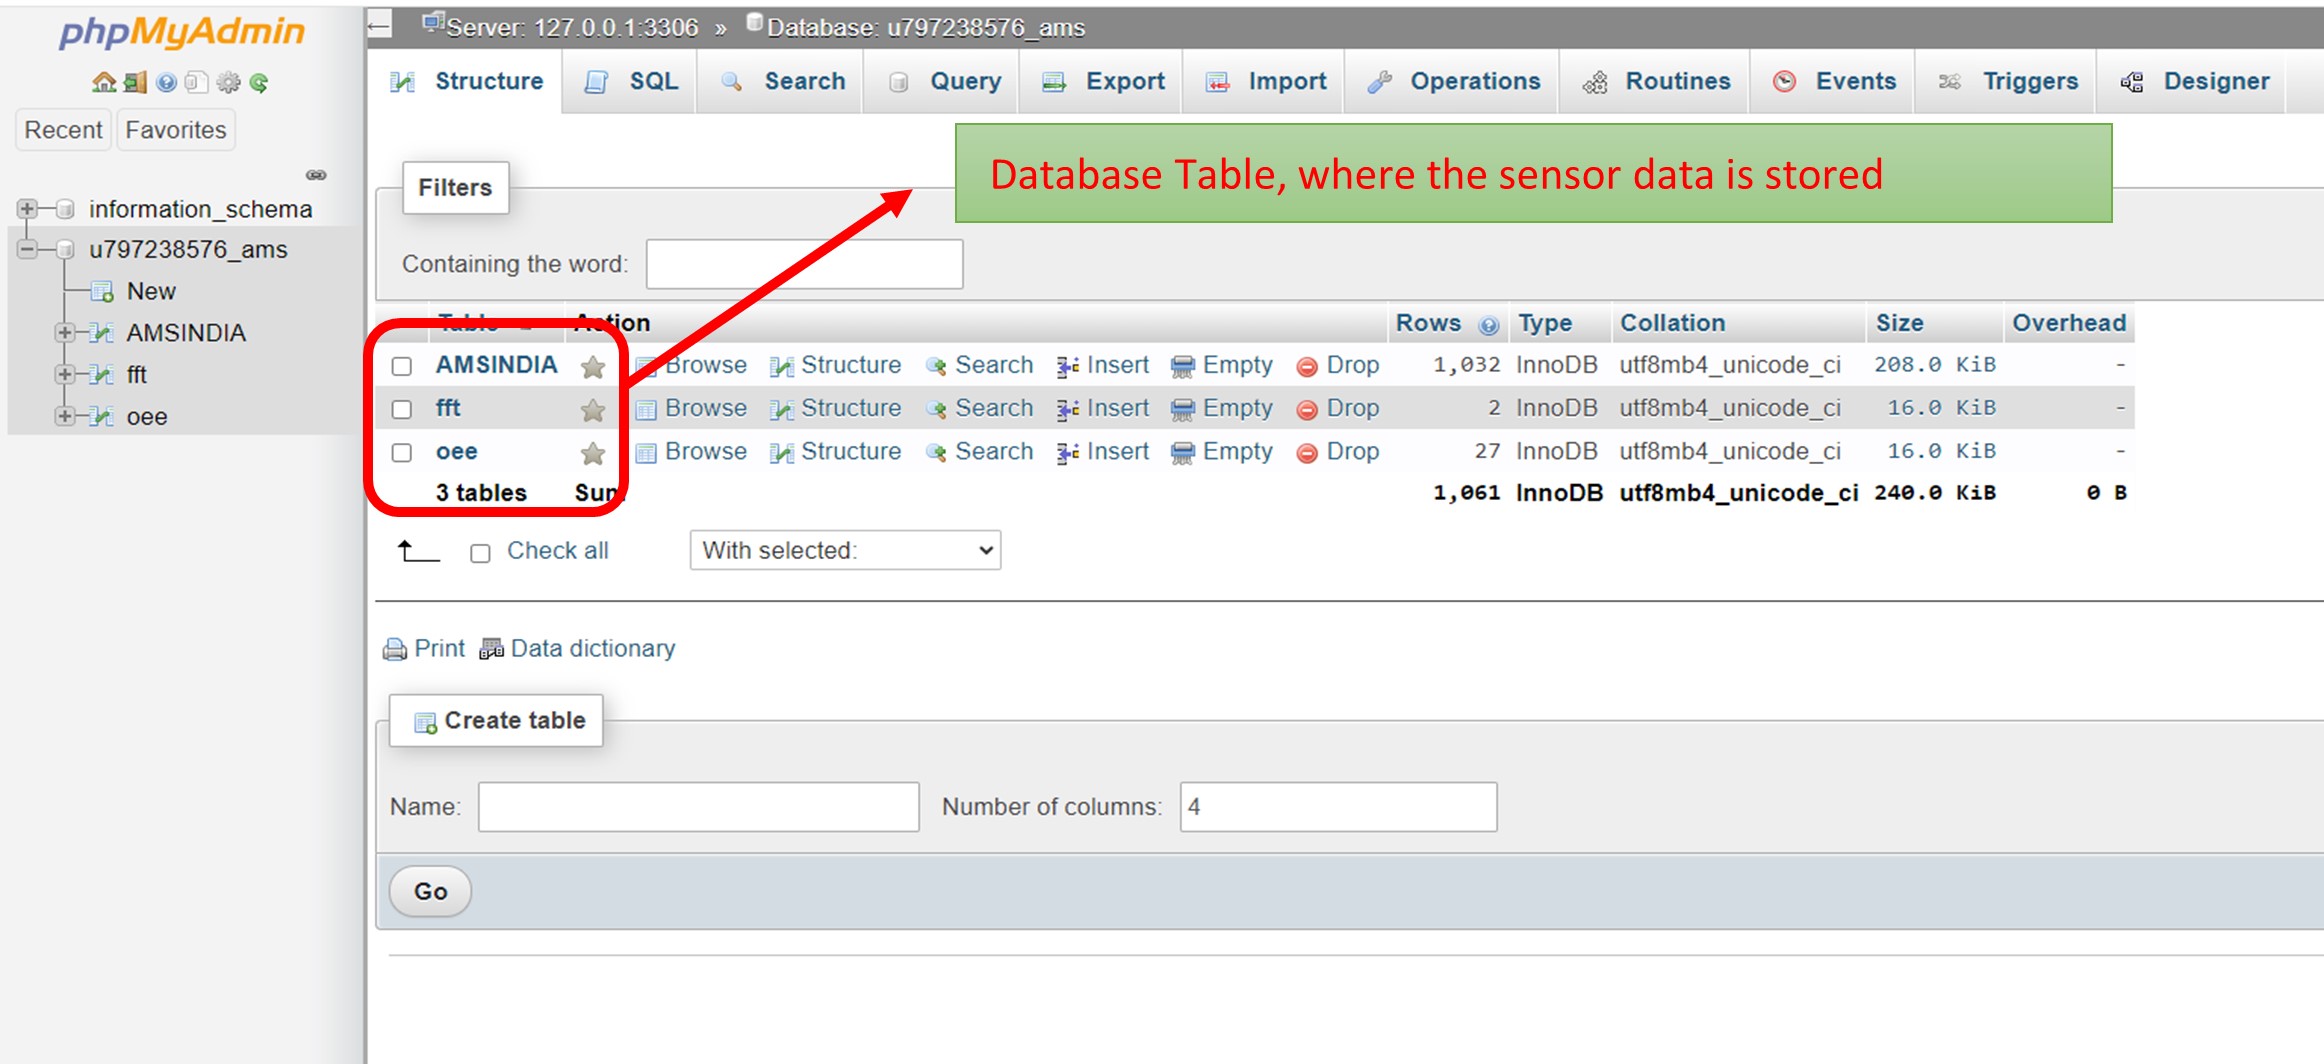 phpMyAdmin
Recent Favorites
information_schema
u797238576_ams
New
AMSINDIA
fft
oee
Server: 127.0.0.1:3306 » Database: u797238576_ams
Structure SQL Search Query Export Import Operations Routines Events Triggers Designer
Database Table, where the sensor data is stored
Filters
Containing the word:
Table Action Rows Type Collation Size Overhead
AMSINDIA Browse Structure Search Insert Empty Drop 1,032 InnoDB utf8mb4_unicode_ci 208.0 KiB -
fft Browse Structure Search Insert Empty Drop 2 InnoDB utf8mb4_unicode_ci 16.0 KiB -
oee Browse Structure Search Insert Empty Drop 27 InnoDB utf8mb4_unicode_ci 16.0 KiB -
3 tables Sum 1,061 InnoDB utf8mb4_unicode_ci 240.0 KiB 0 B
Check all With selected:
Print Data dictionary
Create table
Name: Number of columns: 4
Go